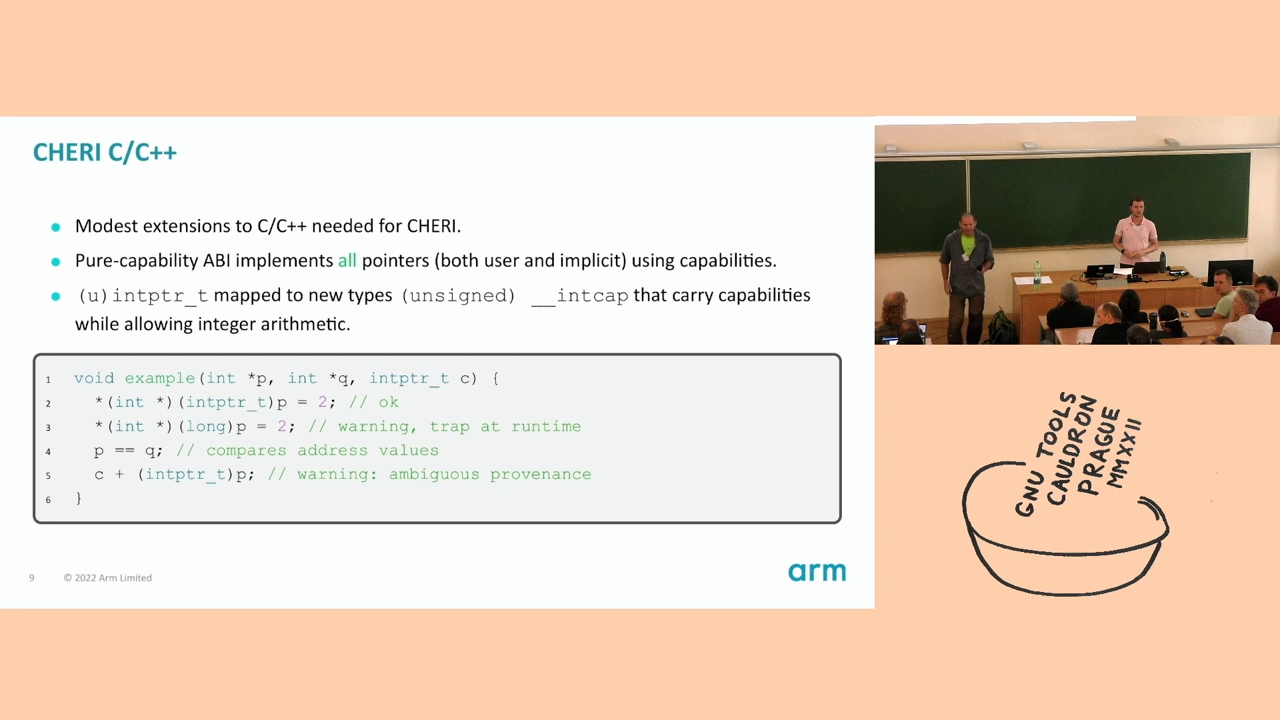 CHERI C/C++
Modest extensions to C/C++ needed for CHERI.
Pure-capability ABI implements all pointers (both user and implicit) using capabilities.
(u)intptr_t mapped to new types (unsigned) __intcap that carry capabilities
while allowing integer arithmetic.
1 void example(int *p, int *q, intptr_t c) {
2 *(int *)(intptr_t)p = 2; // ok
3 *(int *)(long)p = 2; // warning, trap at runtime
4 p == q; // compares address values
5 c + (intptr_t)p; // warning: ambiguous provenance
6 }
9 © 2022 Arm Limited
arm
GNU TOOLS
CAULDRON
PRAGUE
MMXXII